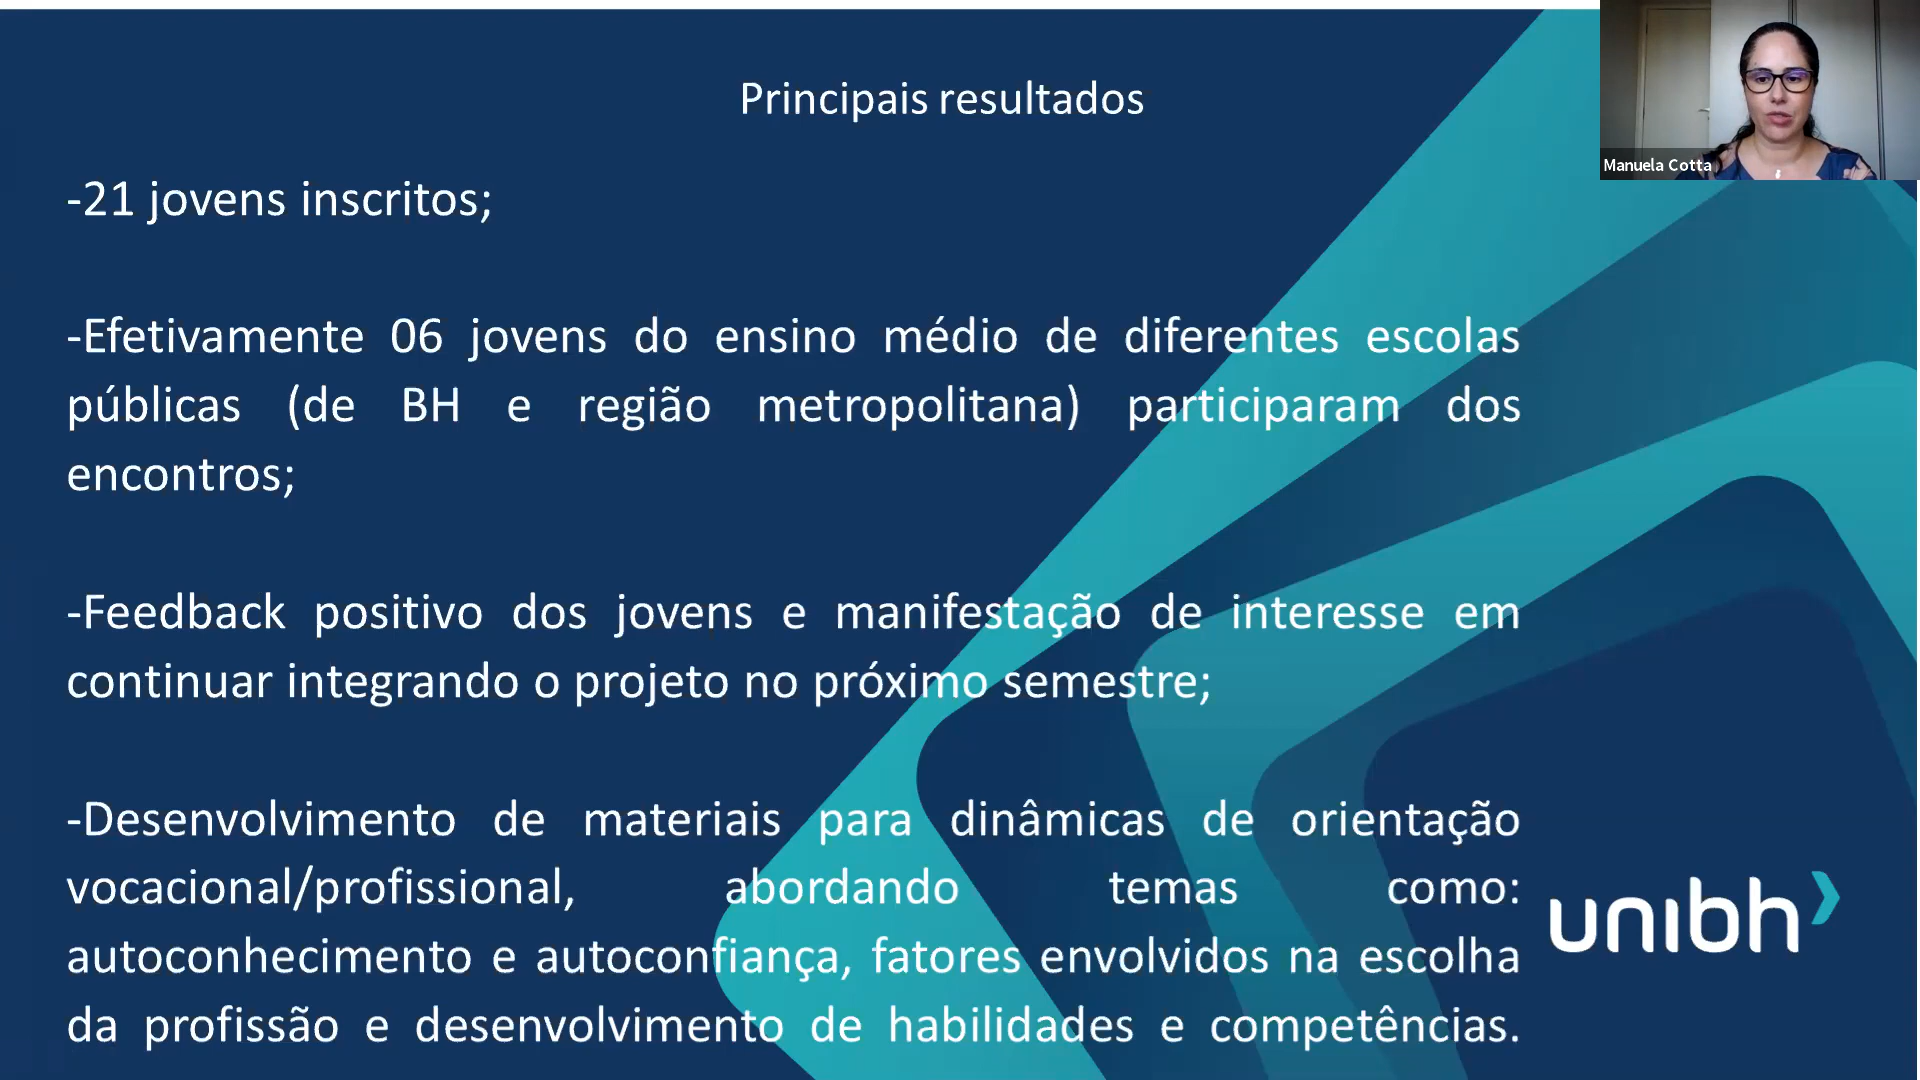 Principais resultados
Manuela Cotta
-21 jovens inscritos;
-Efetivamente 06 jovens do ensino médio de diferentes escolas
públicas (de BH e região metropolitana) participaram dos
encontros;
-Feedback positivo dos jovens e manifestação de interesse em
continuar integrando o projeto no próximo semestre;
-Desenvolvimento de materiais para dinâmicas de orientação
vocacional/profissional, abordando temas como:
autoconhecimento e autoconfiança, fatores envolvidos na escolha
da profissão e desenvolvimento de habilidades e competências.
unibh